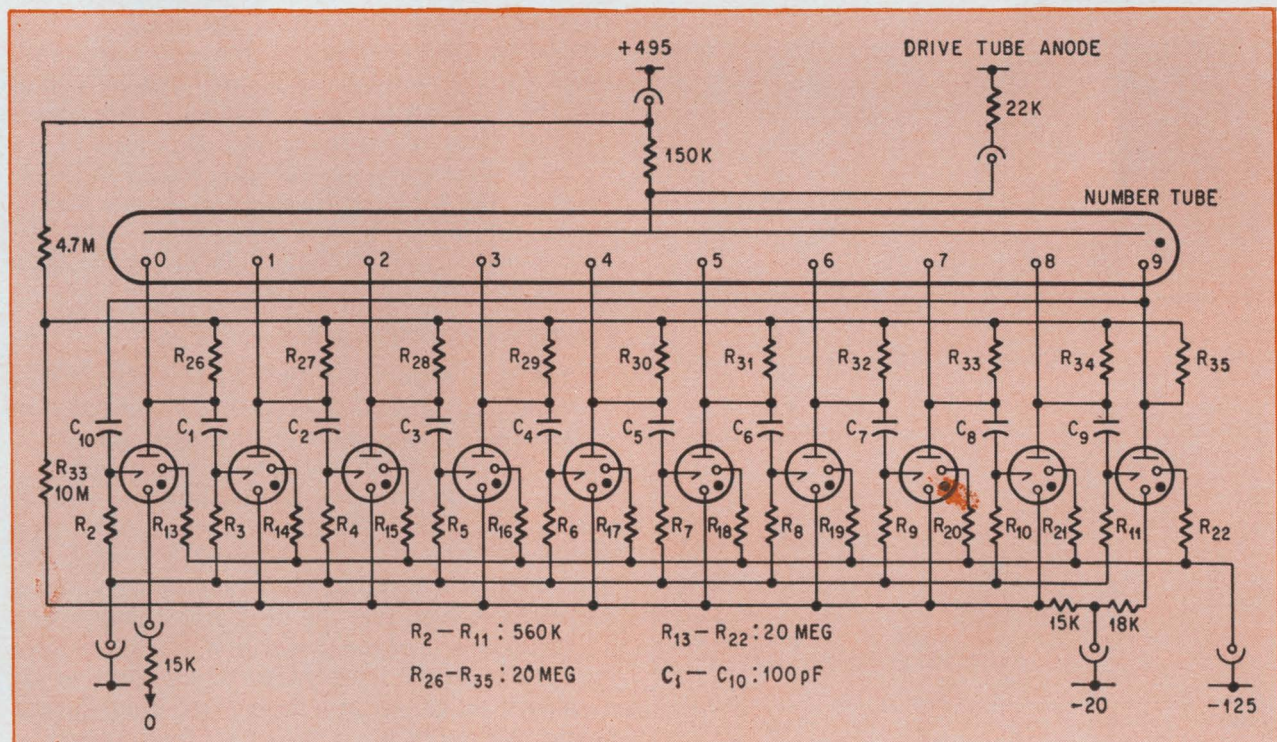 +495
DRIVE TUBE ANODE
22K
150K
NUMBER TUBE
4.7M
0 1 2 3 4 5 6 7 8 9
R26 R27 R28 R29 R30 R31 R32 R33 R34 R35
C10 C1 C2 C3 C4 C5 C6 C7 C8 C9
R33
10M
R2 R13 R3 R14 R4 R15 R5 R16 R6 R17 R7 R18 R8 R19 R9 R20 R10 R21 R11 R22
15K 18K
R2–R11: 560K
R13–R22: 20 MEG
15K
R26–R35: 20 MEG
C1–C10: 100 pF
0
-20
-125